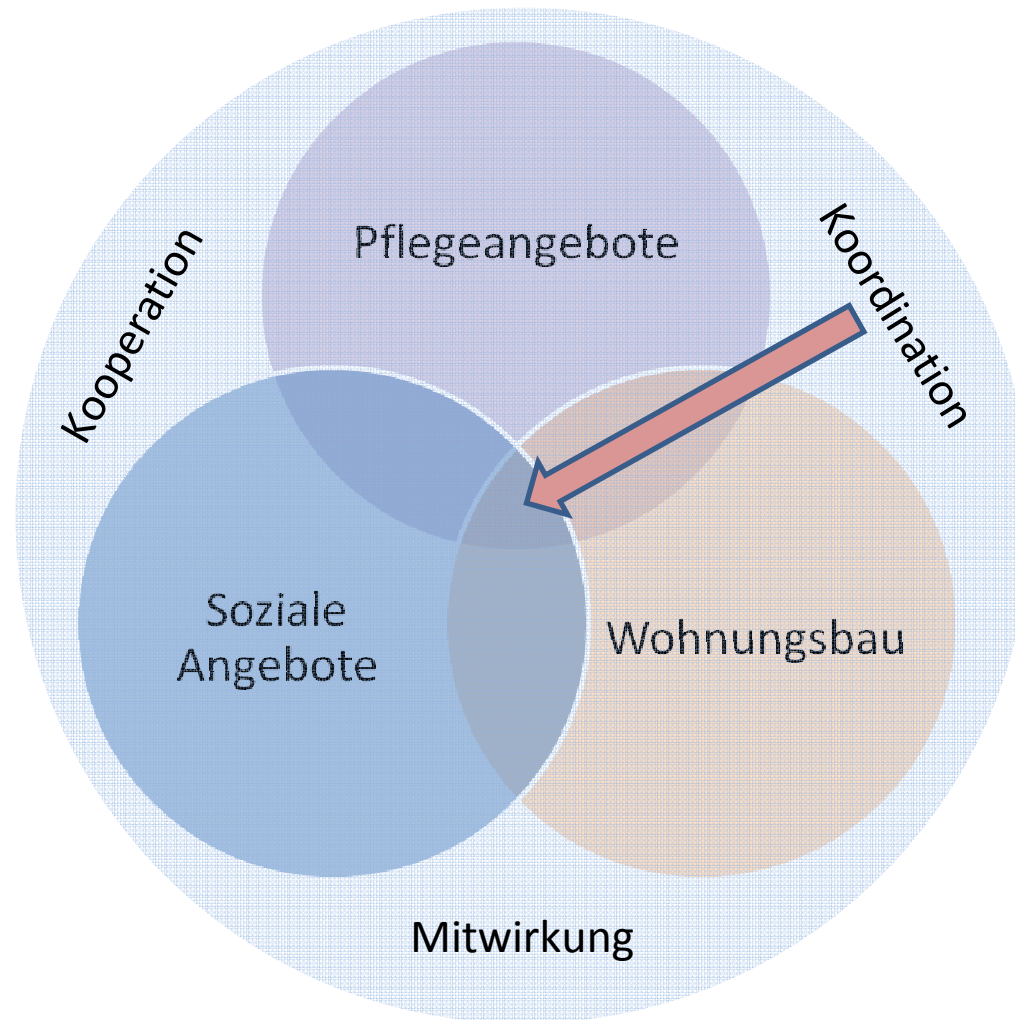 Pflegeangebote
Kooperation
Koordination
Soziale
Angebote
Wohnungsbau
Mitwirkung